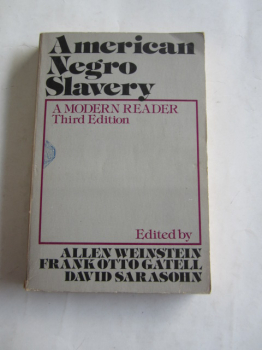 American
Negro
Slavery
A MODERN READER
Third Edition
Edited by
ALLEN WEINSTEIN
FRANK OTTO GATELL
DAVID SARASOHN